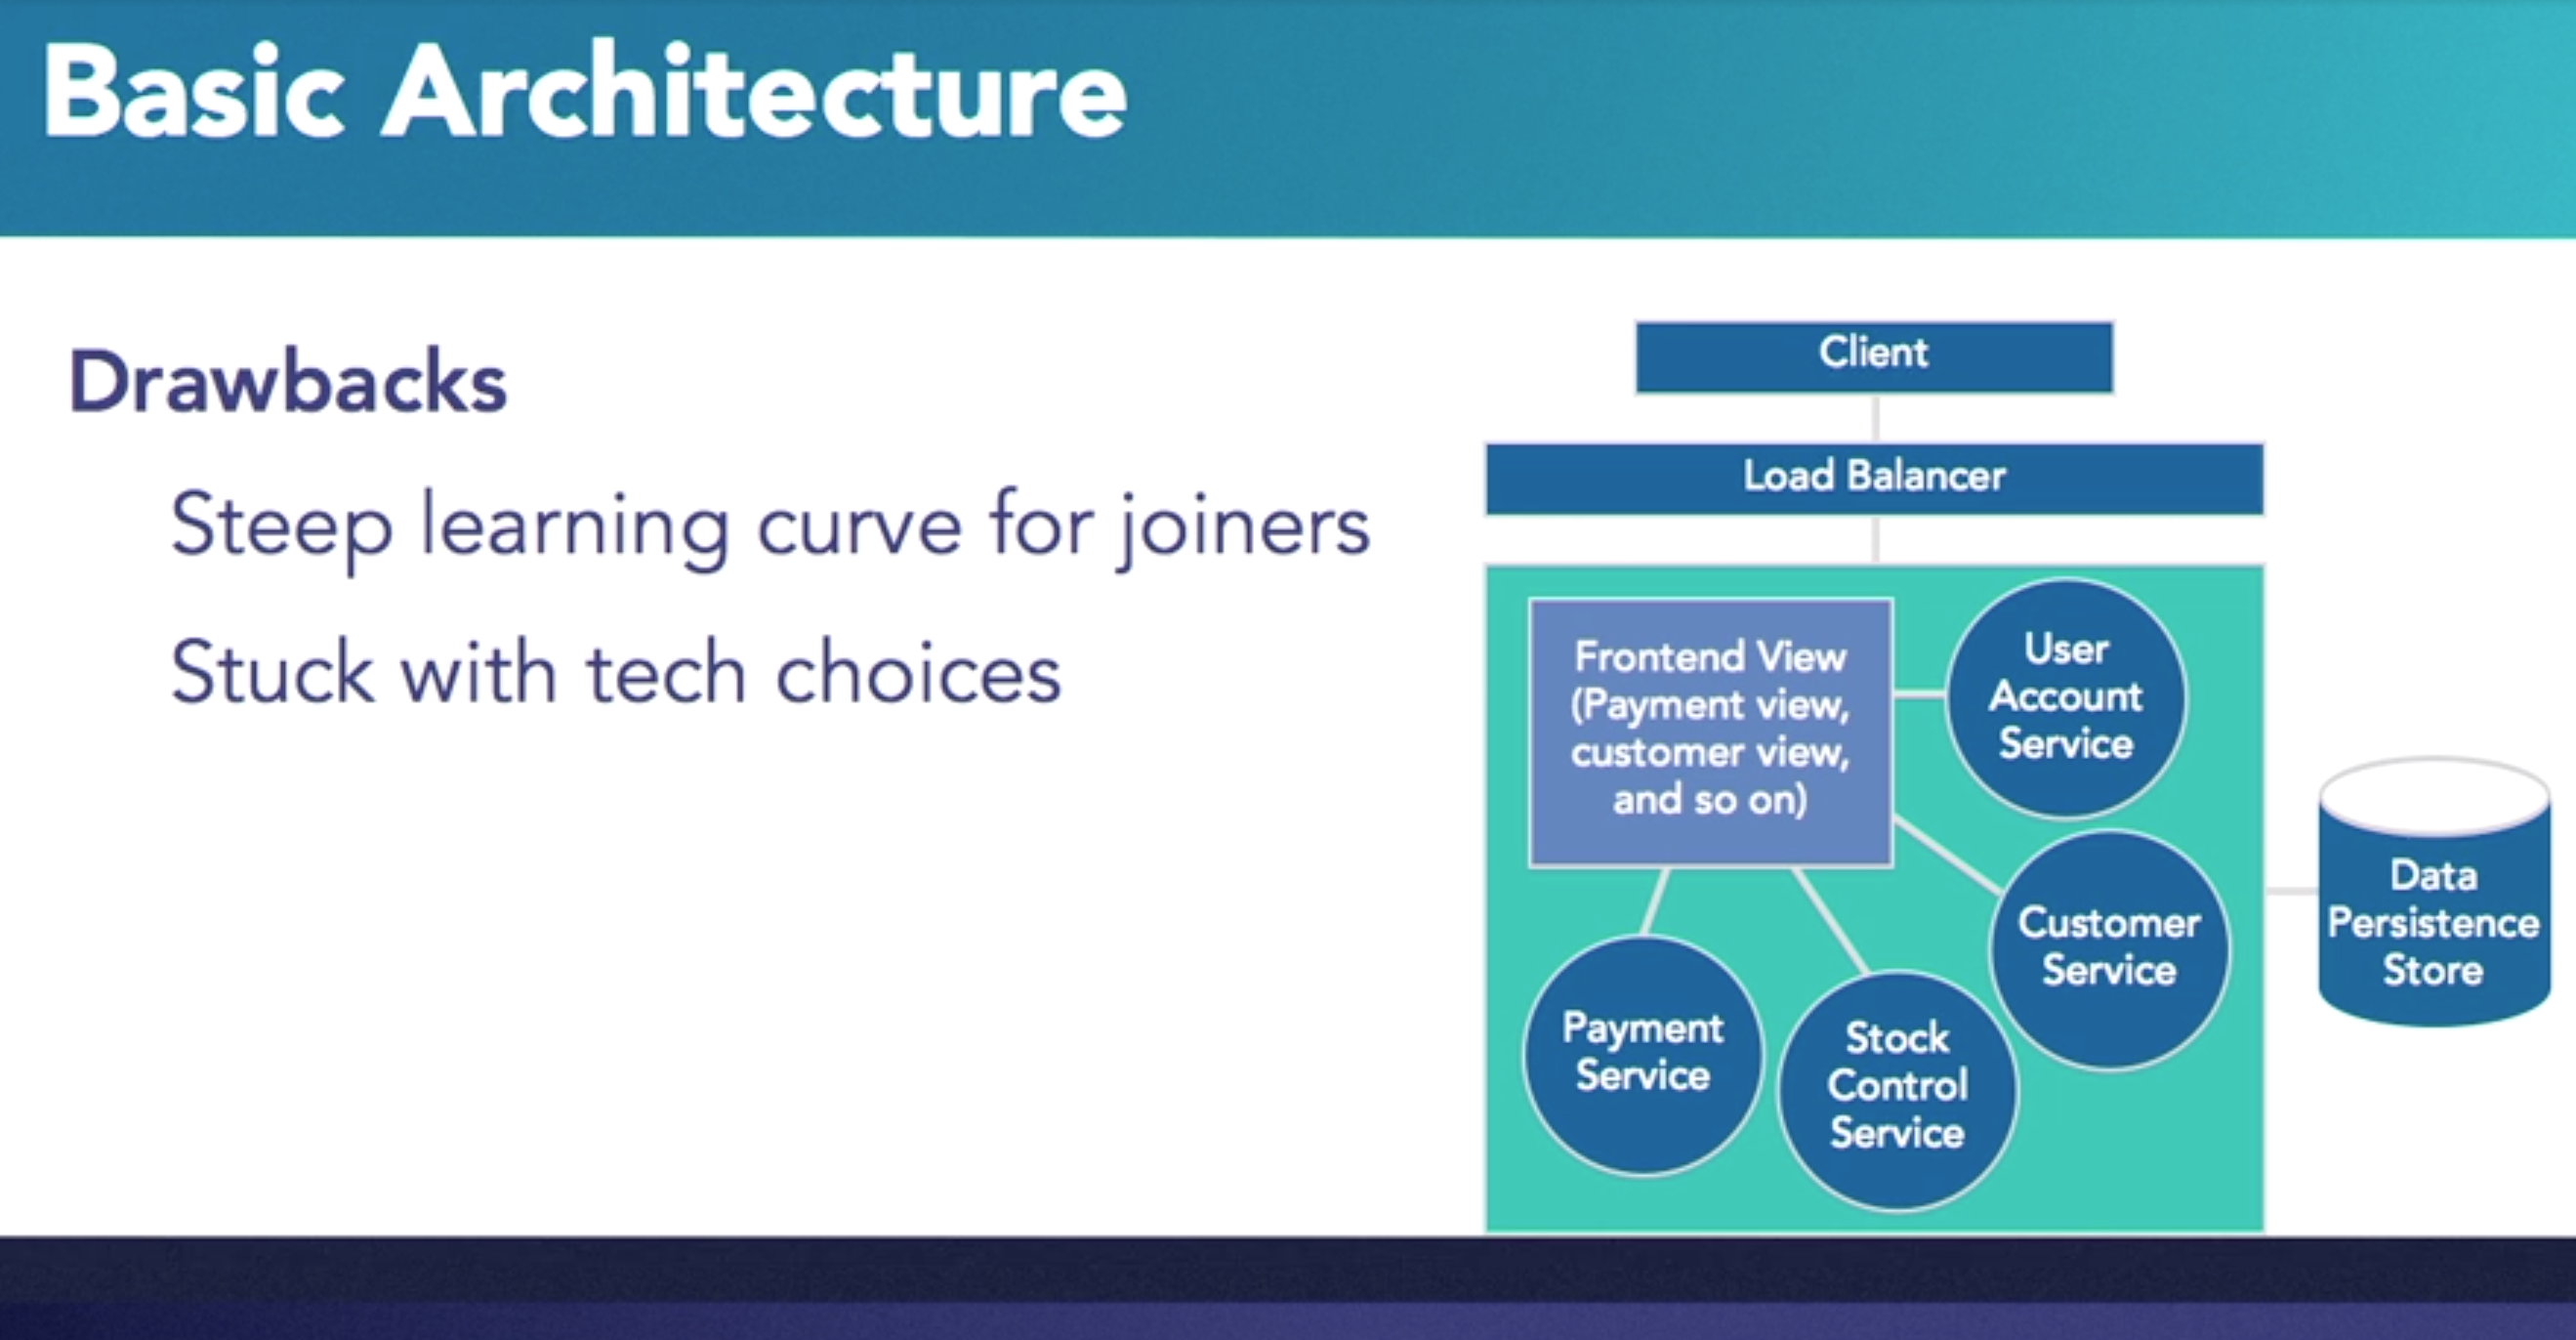 Basic Architecture
Drawbacks
Steep learning curve for joiners
Stuck with tech choices
Client
Load Balancer
Frontend View
(Payment view,
customer view,
and so on)
User
Account
Service
Customer
Service
Payment
Service
Stock
Control
Service
Data
Persistence
Store